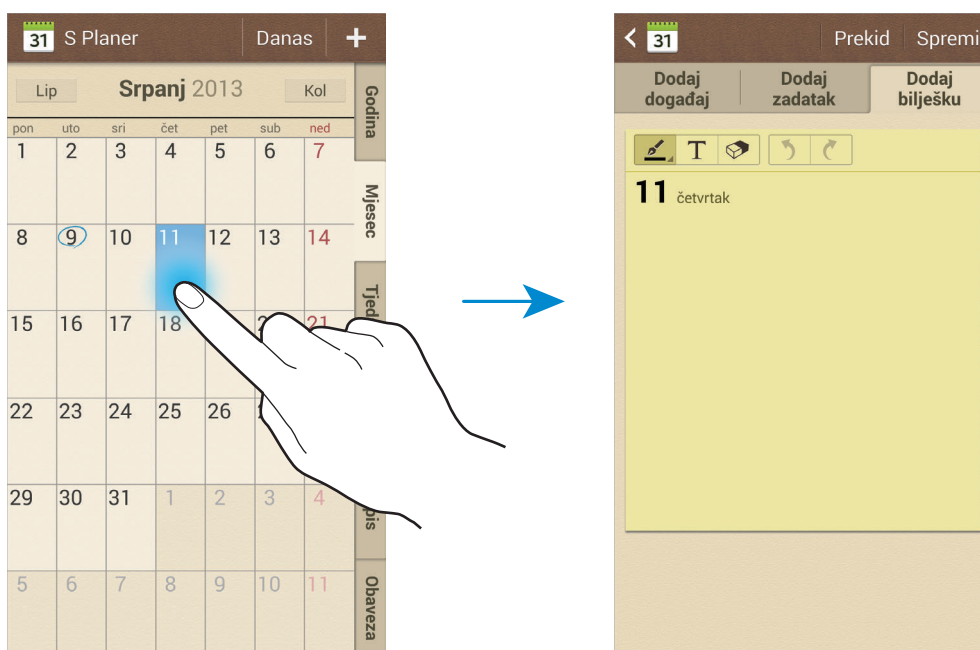 31 S Planer Danas +
Lip Srpanj 2013 Kol
pon uto sri čet pet sub ned
1 2 3 4 5 6 7
8 9 10 11 12 13 14
15 16 17 18 21
22 23 24 25 26
29 30 31 1 2 3 4
5 6 7 8 9 10 11
Godina
Mjesec
Tjed
pis
Obaveza
31 Prekid Spremi
Dodaj događaj
Dodaj zadatak
Dodaj bilješku
T
11 četvrtak